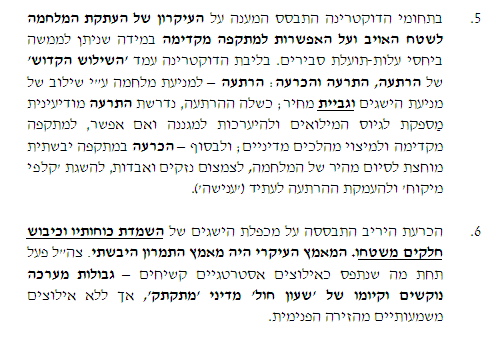 5. בתחומי הדוקטרינה התבסס המענה על העיקרון של העתקת המלחמה
לשטח האויב ועל האפשרות למתקפה מקדימה במידה שניתן לממשה
ביחסי עלות-תועלת סבירים. בליבת הדוקטרינה עמד 'השילוש הקדוש'
של הרתעה, התרעה והכרעה: הרתעה – למניעת מלחמה ע"י שילוב של
מניעת הישגים וגביית מחיר; כשלה ההרתעה, נדרשת התרעה מודיעינית
מַספקת לגיוס המילואים ולהיערכות למגננה ואם אפשר, למתקפה
מקדימה ולמיצוי מהלכים מדיניים; ולבסוף – הכרעה במתקפה יבשתית
מוחצת לסיום מהיר של המלחמה, לצמצום נזקים ואבדות, להשגת 'קלפי
מיקוח' ולהעמקת ההרתעה לעתיד ('ענישה').
6. הכרעת היריב התבססה על מכפלת הישגים של השמדת כוחותיו וכיבוש
חלקים משטחו. המאמץ העיקרי היה מאמץ התמרון היבשתי. צה"ל פעל
תחת מה שנתפס כאילוצים אסטרטגיים קשיחים – גבולות מערכה
נוקשים וקיומו של 'שעון חול' מדיני 'מתקתק', אך ללא אילוצים
משמעותיים מהזירה הפנימית.